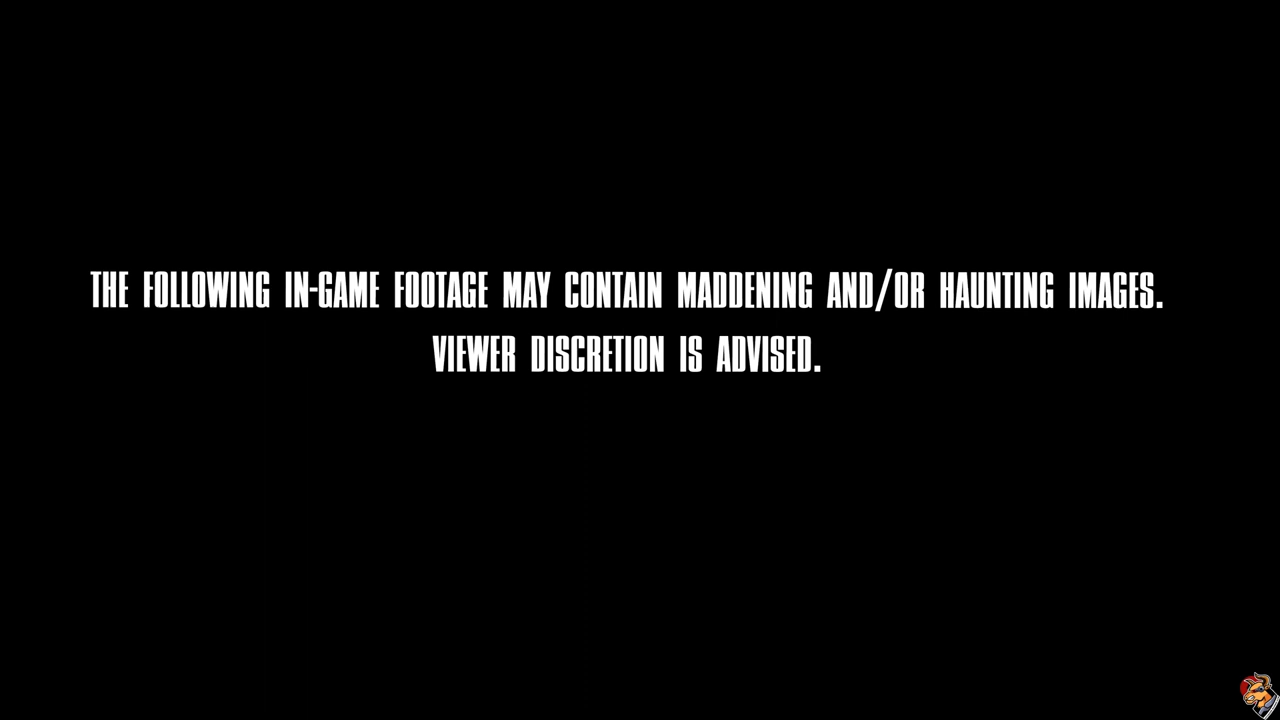 THE FOLLOWING IN-GAME FOOTAGE MAY CONTAIN MADDENING AND/OR HAUNTING IMAGES.
VIEWER DISCRETION IS ADVISED.